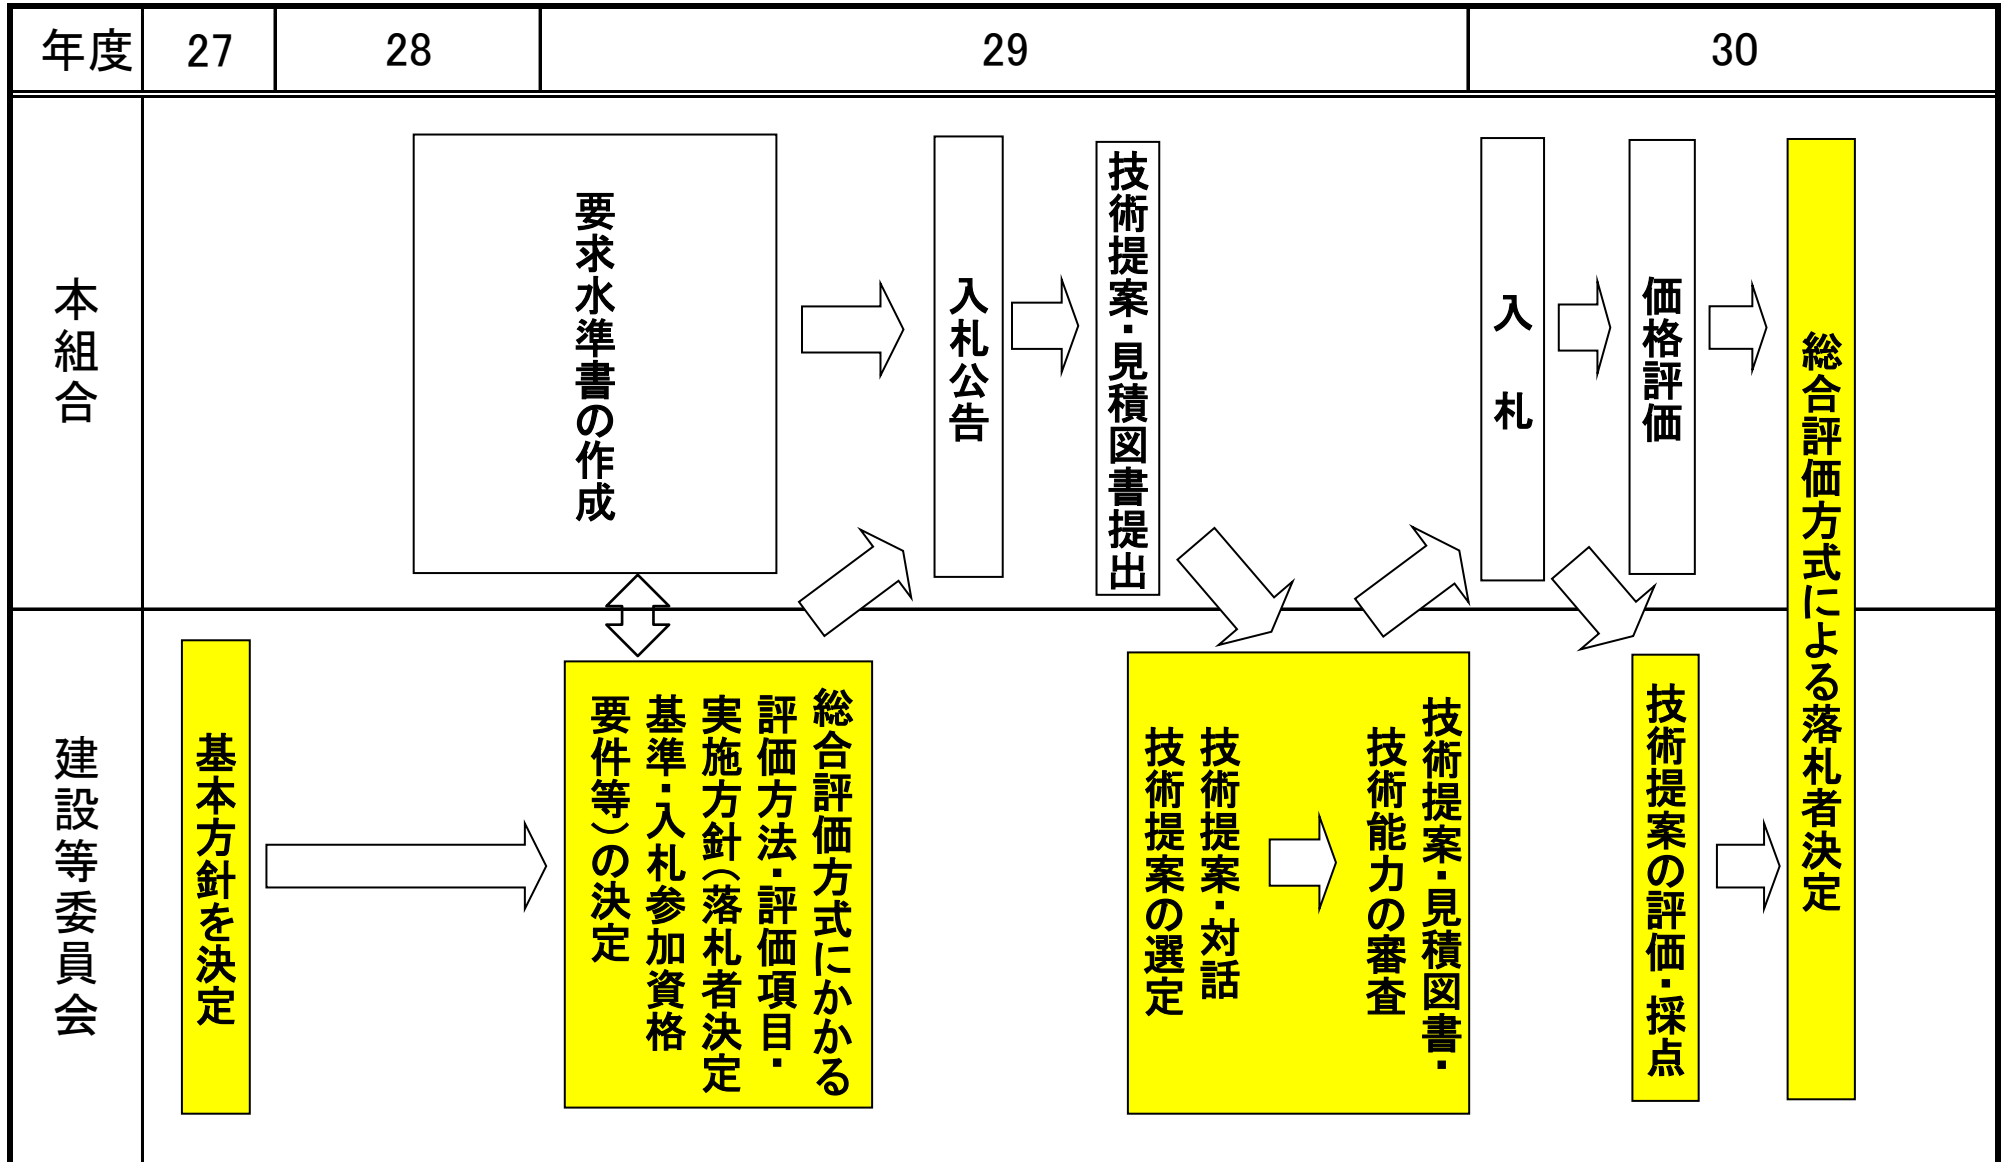 年度
27
28
29
30
本組合
要求水準書の作成
入札公告
技術提案・見積図書提出
入札
価格評価
総合評価方式による落札者決定
建設等委員会
基本方針を決定
総合評価方式にかかる
評価方法・評価項目・
実施方針（落札者決定
基準・入札参加資格
要件等）の決定
技術提案・対話
技術提案の選定
技術提案・見積図書・
技術能力の審査
技術提案の評価・採点